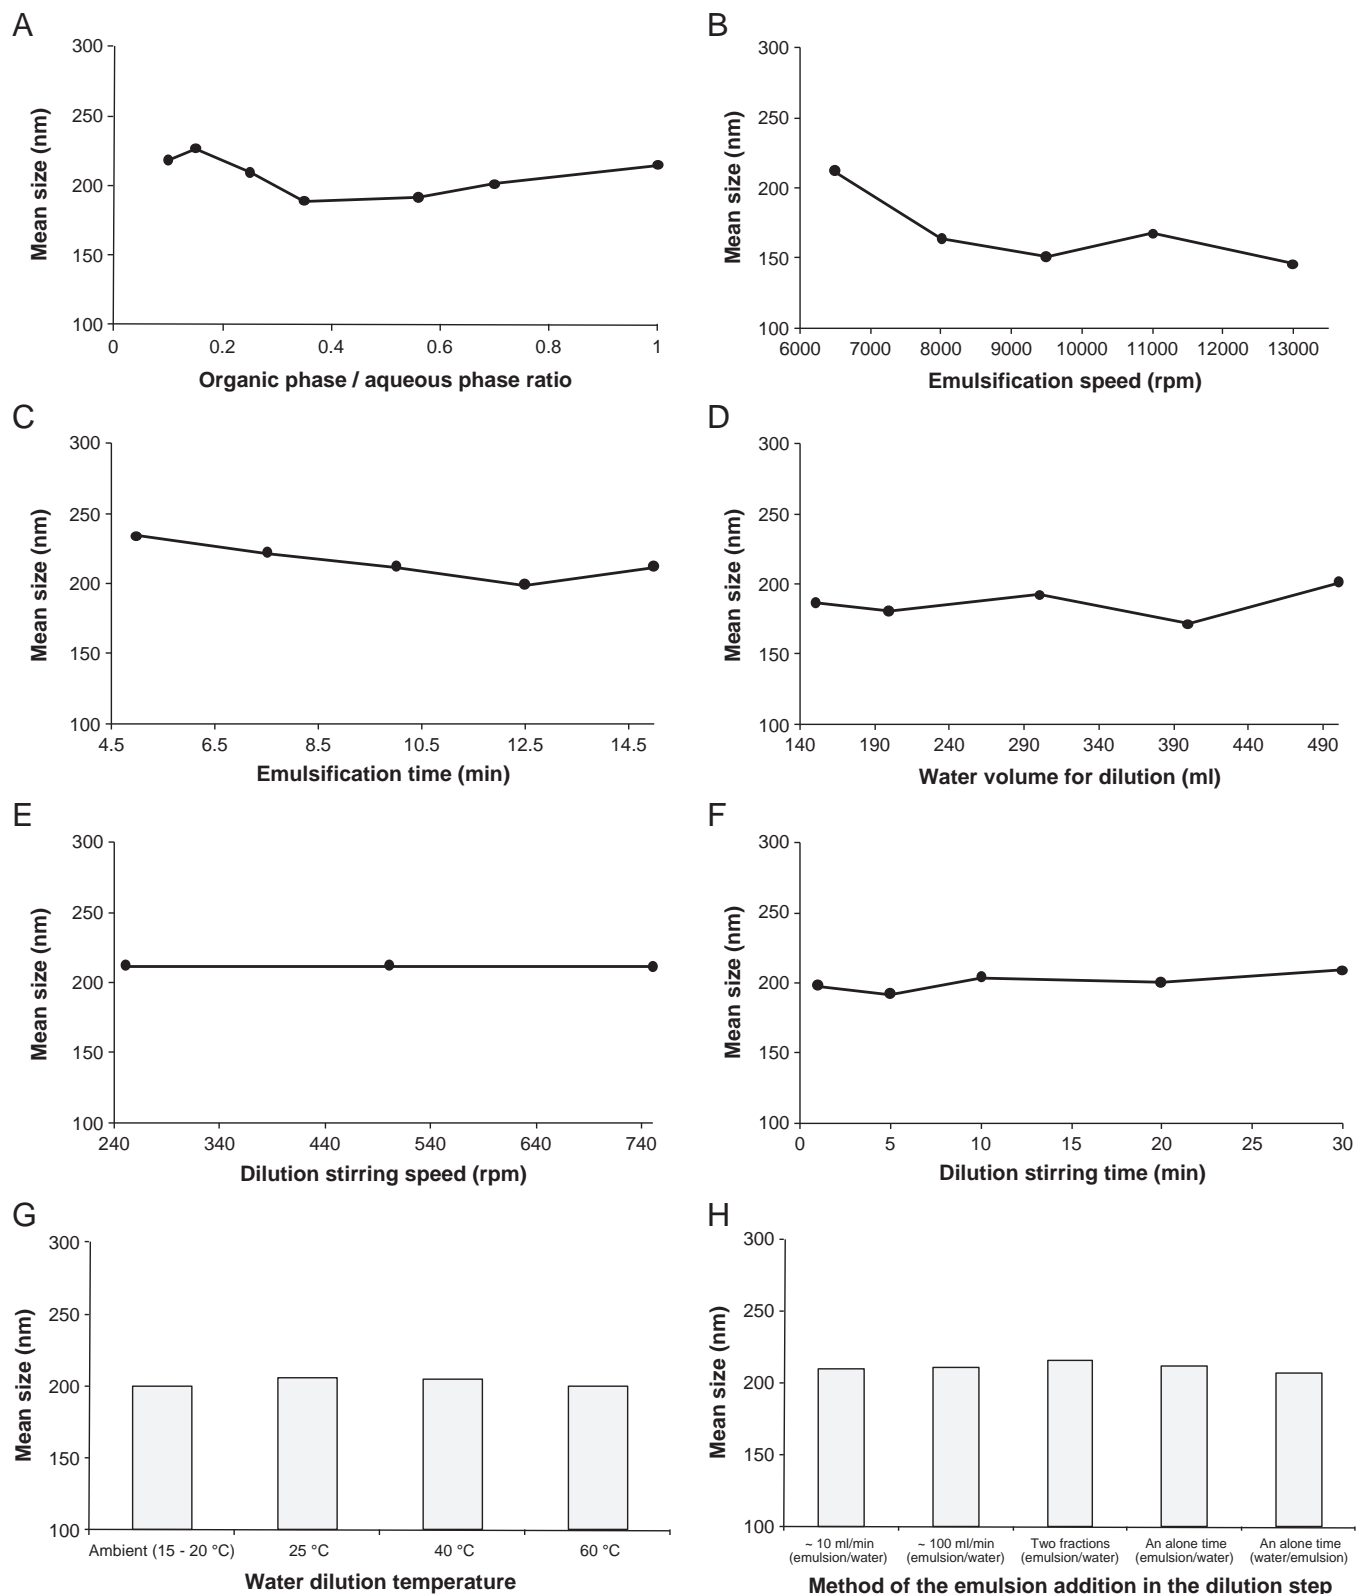 A
300
250
200
150
100
Mean size (nm)
0 0.2 0.4 0.6 0.8 1
Organic phase / aqueous phase ratio
B
300
250
200
150
100
Mean size (nm)
6000 7000 8000 9000 10000 11000 12000 13000
Emulsification speed (rpm)
C
300
250
200
150
100
Mean size (nm)
4.5 6.5 8.5 10.5 12.5 14.5
Emulsification time (min)
D
300
250
200
150
100
Mean size (nm)
140 190 240 290 340 390 440 490
Water volume for dilution (ml)
E
300
250
200
150
100
Mean size (nm)
240 340 440 540 640 740
Dilution stirring speed (rpm)
F
300
250
200
150
100
Mean size (nm)
0 5 10 15 20 25 30
Dilution stirring time (min)
G
300
250
200
150
100
Mean size (nm)
Ambient (15 - 20 °C) 25 °C 40 °C 60 °C
Water dilution temperature
H
300
250
200
150
100
Mean size (nm)
~ 10 ml/min ~ 100 ml/min Two fractions An alone time An alone time
(emulsion/water) (emulsion/water) (emulsion/water) (emulsion/water) (water/emulsion)
Method of the emulsion addition in the dilution step